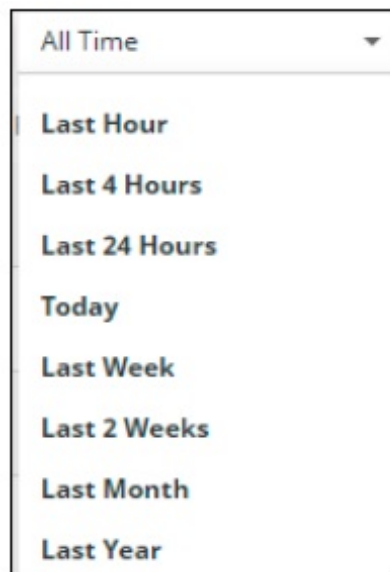 All Time
Last Hour
Last 4 Hours
Last 24 Hours
Today
Last Week
Last 2 Weeks
Last Month
Last Year